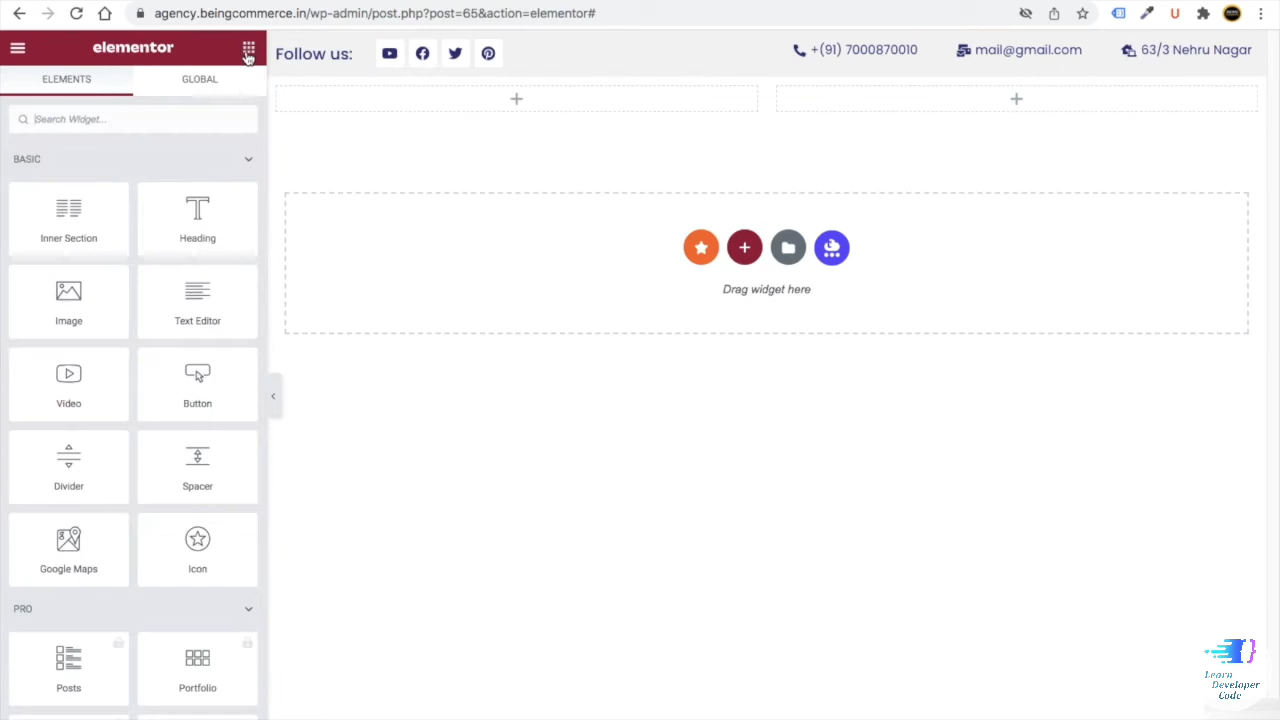 agency.beingcommerce.in/wp-admin/post.php?post=65&action=elementor#
elementor
Follow us:
+(91) 7000870010
mail@gmail.com
63/3 Nehru Nagar
ELEMENTS
GLOBAL
Search Widget...
BASIC
Inner Section
Heading
Image
Text Editor
Drag widget here
Video
Button
Divider
Spacer
Google Maps
Icon
PRO
Posts
Portfolio
Learn
Developer
Code